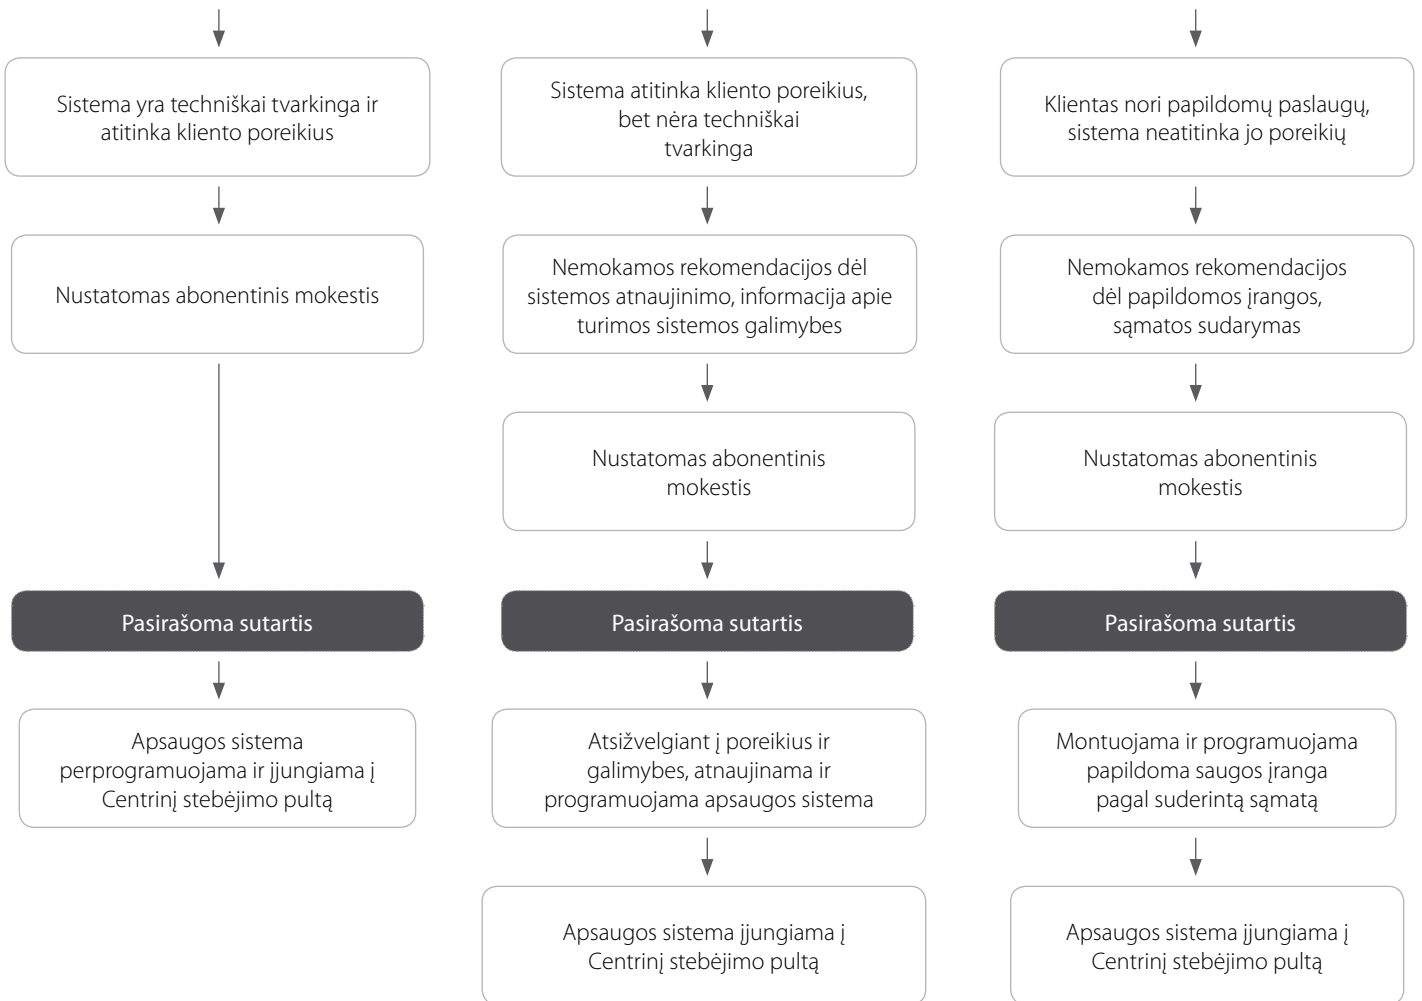 Sistema yra techniškai tvarkinga ir
atitinka kliento poreikius
Sistema atitinka kliento poreikius,
bet nėra techniškai
tvarkinga
Klientas nori papildomų paslaugų,
sistema neatitinka jo poreikių
Nustatomas abonentinis mokestis
Nemokamos rekomendacijos dėl
sistemos atnaujinimo, informacija apie
turimos sistemos galimybes
Nemokamos rekomendacijos
dėl papildomos įrangos,
sąmatos sudarymas
Nustatomas abonentinis
mokestis
Nustatomas abonentinis
mokestis
Pasirašoma sutartis
Pasirašoma sutartis
Pasirašoma sutartis
Apsaugos sistema
perprogramuojama ir įjungiama į
Centrinį stebėjimo pultą
Atsižvelgiant į poreikius ir
galimybes, atnaujinama ir
programuojama apsaugos sistema
Montuojama ir programuojama
papildoma saugos įranga
pagal suderintą sąmatą
Apsaugos sistema įjungiama į
Centrinį stebėjimo pultą
Apsaugos sistema įjungiama į
Centrinį stebėjimo pultą